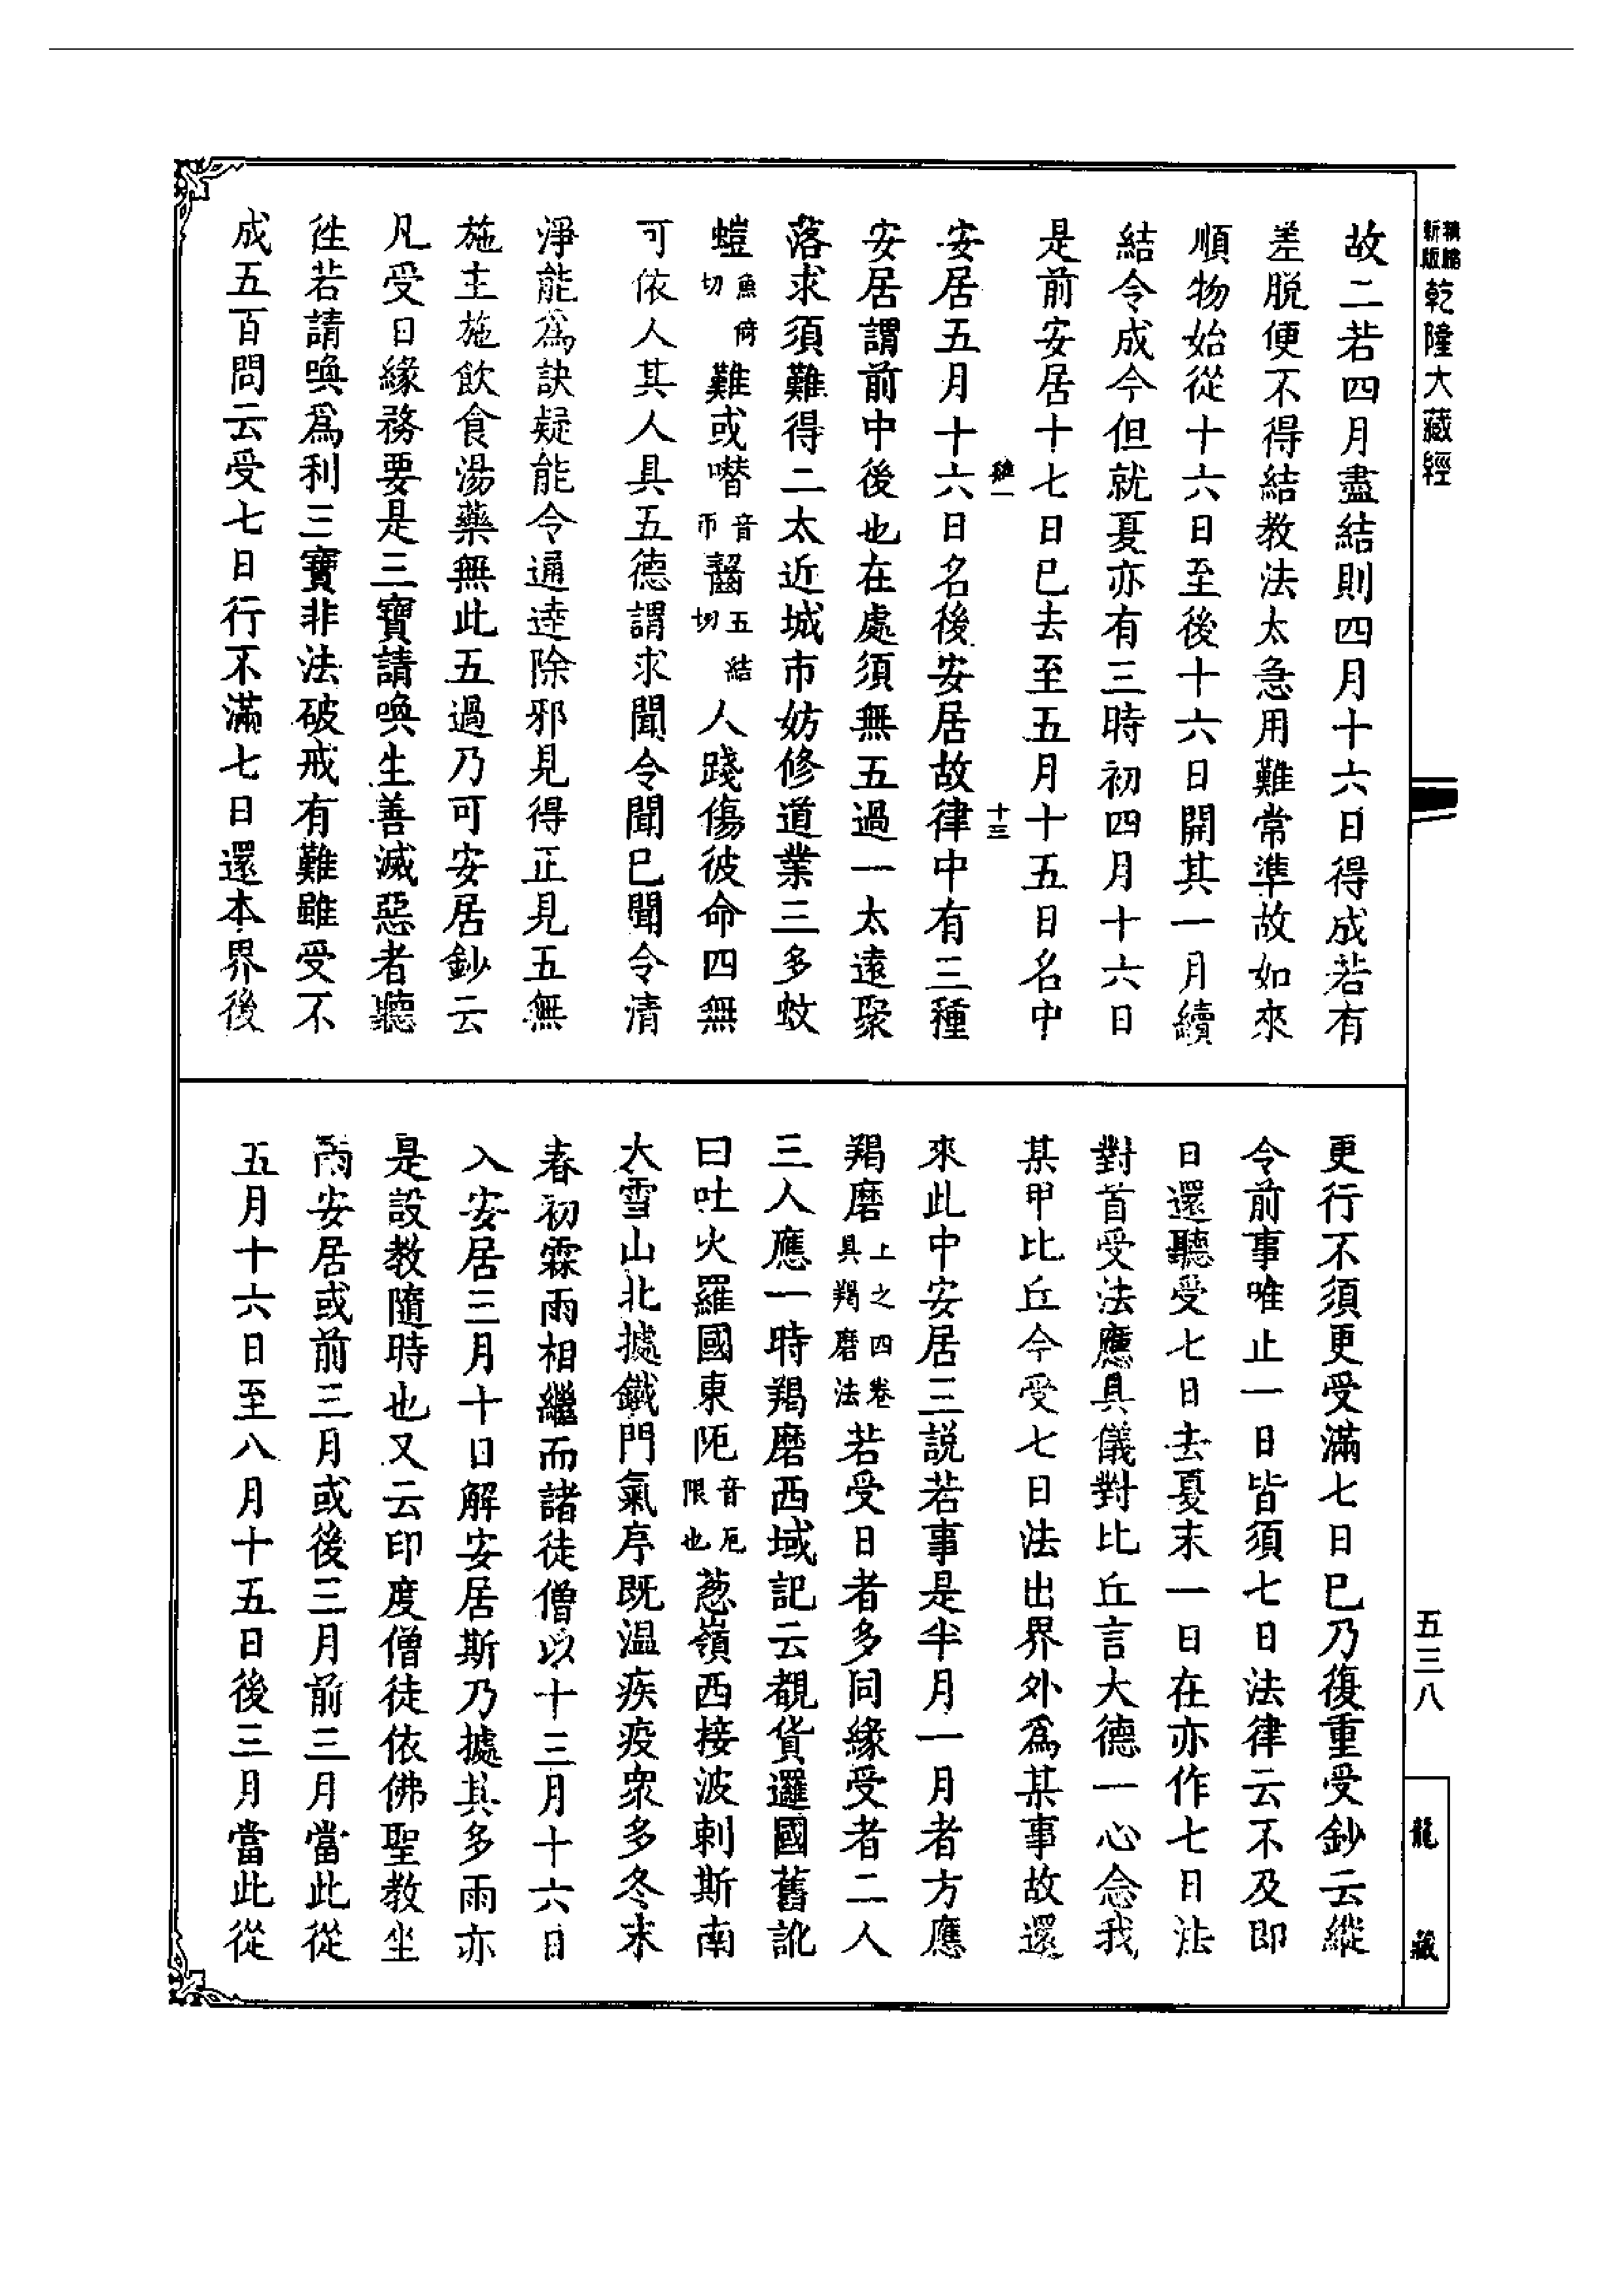 新版乾隆大藏經
故二若四月盡結則四月十六日得成若有
差脫便不得結教法太急用難常準故如來
順物始從十六日至後十六日開其一月續
結令成今但就夏亦有三時初四月十六日
是前安居十七日已去至五月十五日名中
十三
安居五月十六日名後安居故律中有三種
安居謂前中後也在處須無五過一太遠聚
落求須難得二太近城市妨修道業三多蚊
螘魚俯切難或噆音帀齧五結切人踐傷彼命四無
可依人其人具五德謂求聞令聞已聞令清
淨能為訣疑能令通達除邪見得正見五無
施主施飲食湯藥無此五過乃可安居鈔云
凡受日緣務要是三寶請喚生善滅惡者聽
往若請喚為利三寶非法破戒有難雖受不
成五百問云受七日行不滿七日還本界後
更行不須更受滿七日已乃復重受鈔云縱
令前事唯止一日皆須七日法律云不及即
日還聽受七日去夏末一日在亦作七日法
對首受法應具儀對比丘言大德一心念我
某甲比丘今受七日法出界外為某事故還
來此中安居三說若事是半月一月者方應
羯磨上之四卷具羯磨法若受日者多同緣受者二人
三人應一時羯磨西域記云覩貨邏國舊訛
曰吐火羅國東阨音厄限也葱嶺西接波剌斯南
大雪山北據鐵門氣序既温疾疫衆多冬末
春初霖雨相繼而諸徒僧以十三月十六日
入安居三月十日解安居斯乃據其多雨亦
是設教隨時也又云印度僧徒依佛聖教坐
雨安居或前三月或後三月前三月當此從
五月十六日至八月十五日後三月當此從
五三八
龍藏